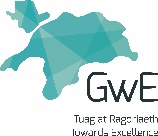 GwE
Tuag at Ragoriaeth
Towards Excellence